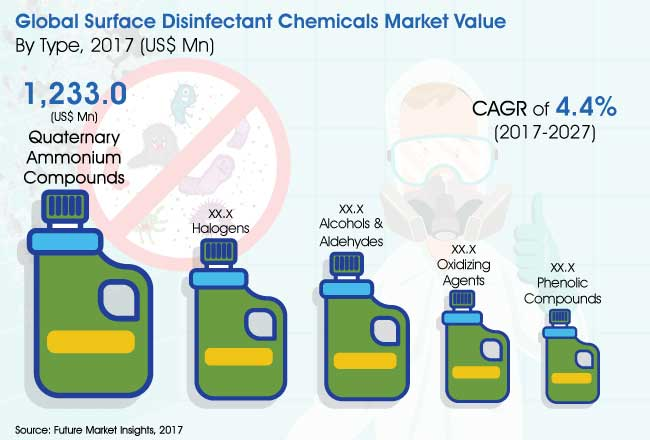 Global Surface Disinfectant Chemicals Market Value
By Type, 2017 (US$ Mn)
1,233.0
(US$ Mn)
Quaternary
Ammonium
Compounds
CAGR of 4.4%
(2017-2027)
xx.x
Halogens
xx.x
Alcohols &
Aldehydes
xx.x
Oxidizing
Agents
xx.x
Phenolic
Compounds
Source: Future Market Insights, 2017